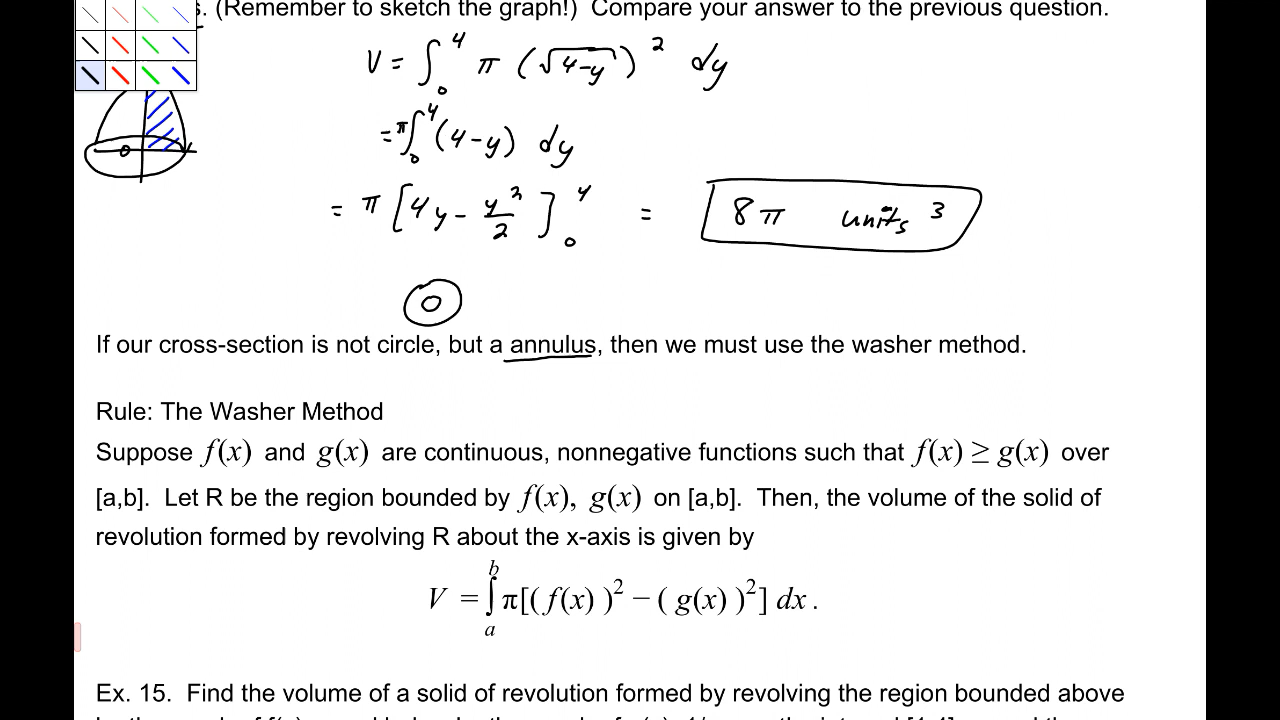 s. (Remember to sketch the graph!) Compare your answer to the previous question.
V = ∫₀⁴ π (√4-y)² dy
= π∫₀⁴ (4-y) dy
= π [4y - y²/2]₀⁴ = 8π units³
If our cross-section is not circle, but a annulus, then we must use the washer method.
Rule: The Washer Method
Suppose f(x) and g(x) are continuous, nonnegative functions such that f(x) ≥ g(x) over
[a,b]. Let R be the region bounded by f(x), g(x) on [a,b]. Then, the volume of the solid of
revolution formed by revolving R about the x-axis is given by
V = ∫ₐᵇ π[( f(x) )² − ( g(x) )²] dx .
Ex. 15. Find the volume of a solid of revolution formed by revolving the region bounded above